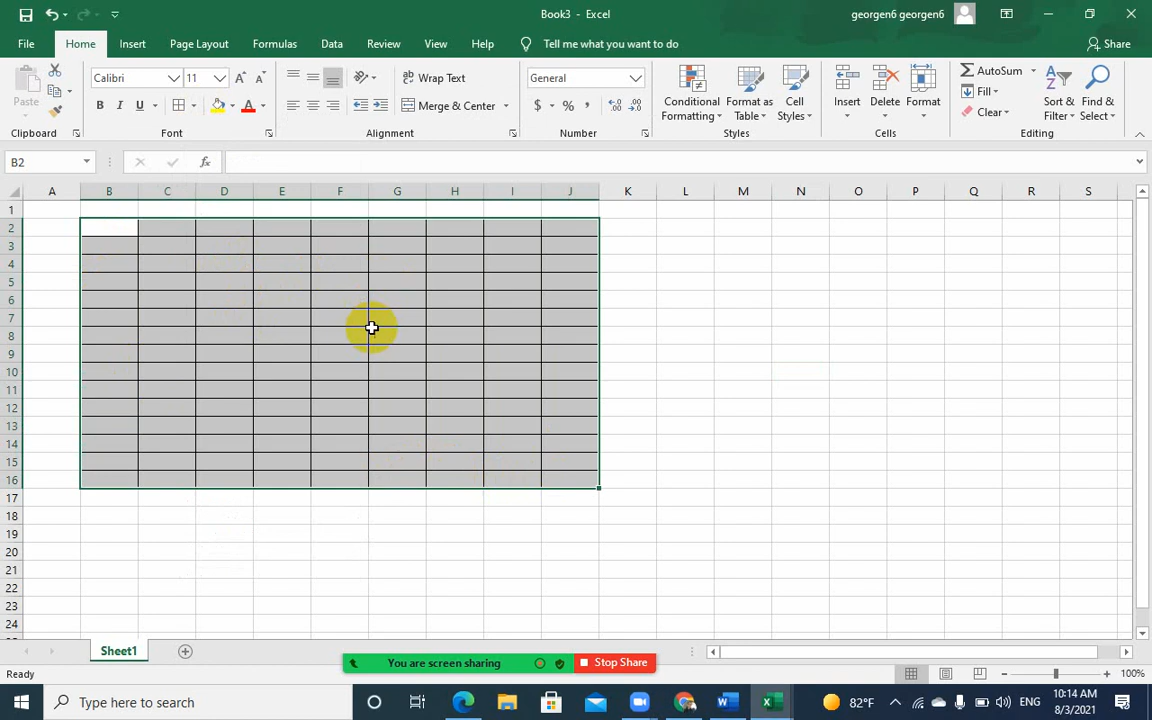 Book3 - Excel
georgen6 georgen6
File Home Insert Page Layout Formulas Data Review View Help Tell me what you want to do Share
Calibri 11 Wrap Text General AutoSum
Paste B I U Merge & Center $ % , Conditional Formatting Format as Table Cell Styles Insert Delete Format Fill Clear Sort & Filter Find & Select
Clipboard Font Alignment Number Styles Cells Editing
B2 fx
A B C D E F G H I J K L M N O P Q R S
1
2
3
4
5
6
7
8
9
10
11
12
13
14
15
16
17
18
19
20
21
22
23
24
Sheet1
You are screen sharing Stop Share
Ready 100%
Type here to search 82°F ENG 10:14 AM
8/3/2021